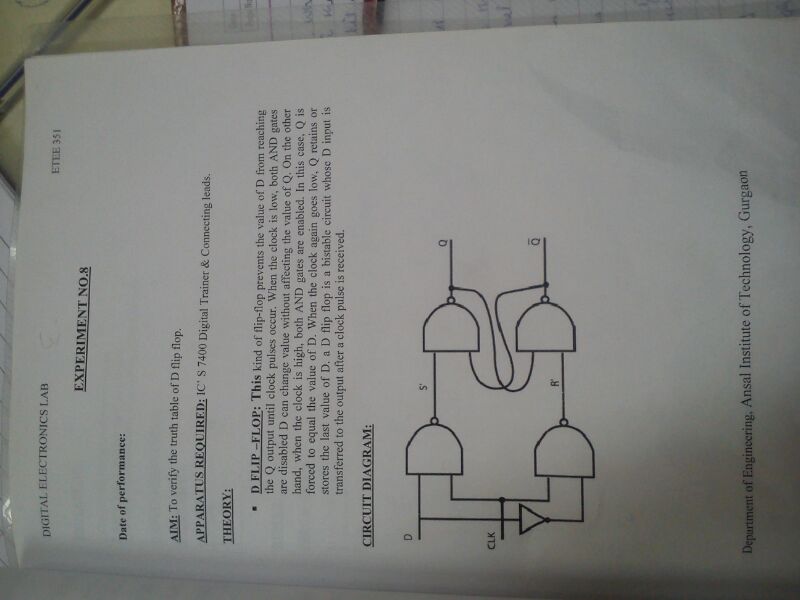 DIGITAL ELECTRONICS LAB ETEE 351
EXPERIMENT NO.8
Date of performance:
AIM: To verify the truth table of D flip flop.
APPARATUS REQUIRED: IC' S 7400 Digital Trainer & Connecting leads.
THEORY:
▪ D FLIP –FLOP: This kind of flip-flop prevents the value of D from reaching
the Q output until clock pulses occur. When the clock is low, both AND gates
are disabled D can change value without affecting the value of Q. On the other
hand, when the clock is high, both AND gates are enabled. In this case, Q is
forced to equal the value of D. When the clock again goes low, Q retains or
stores the last value of D. a D flip flop is a bistable circuit whose D input is
transferred to the output after a clock pulse is received.
CIRCUIT DIAGRAM:
D
S'
Q
CLK
R'
Q̅
Department of Engineering, Ansal Institute of Technology, Gurgaon